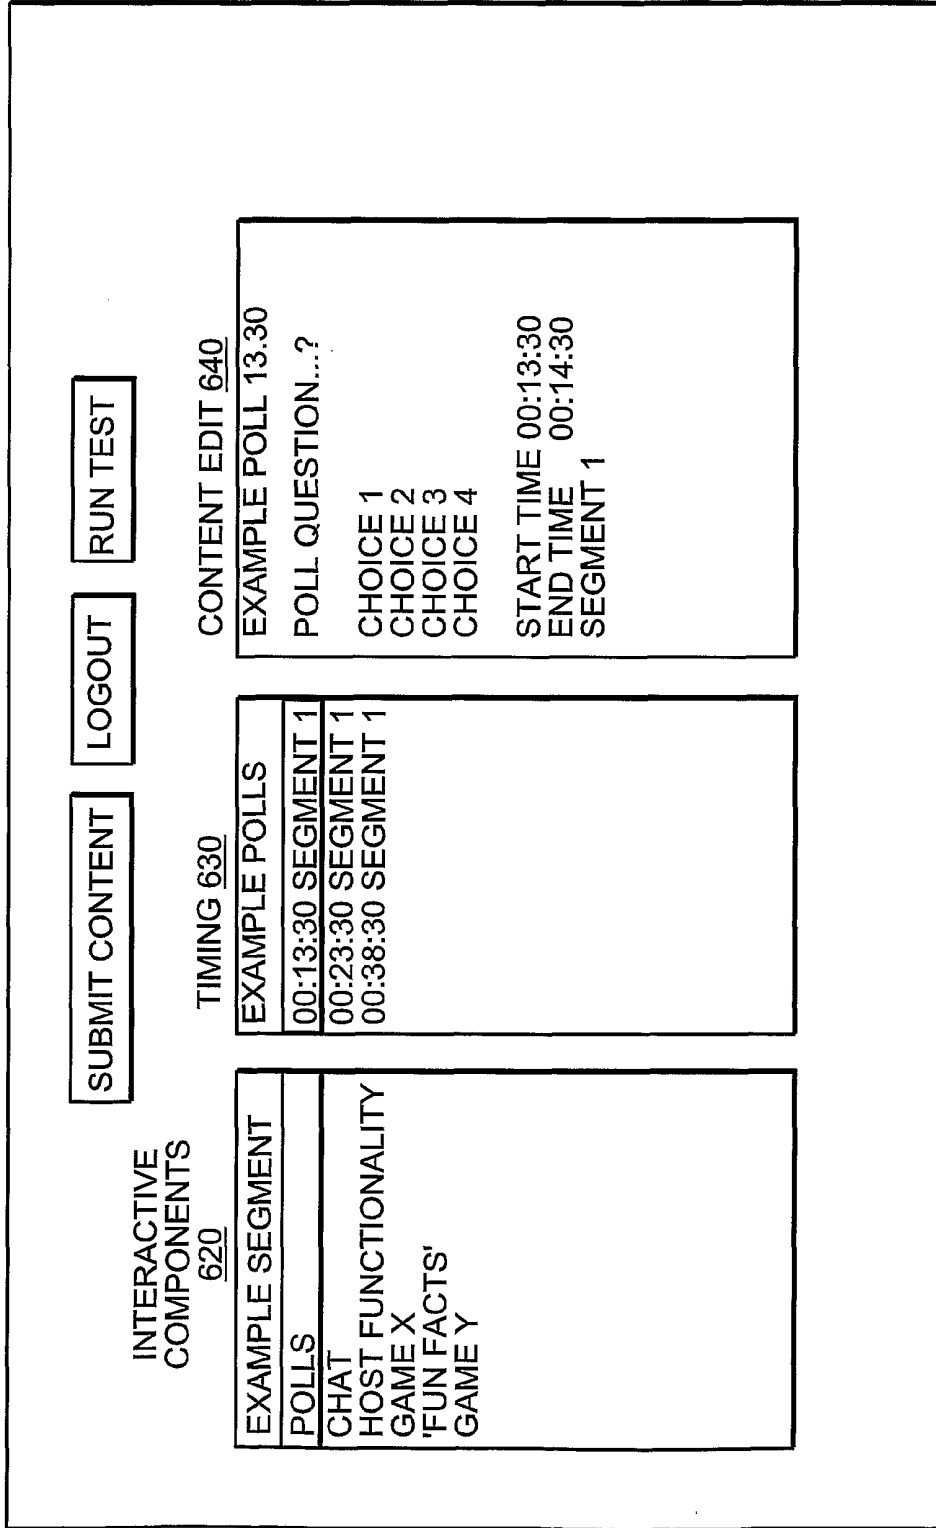 SUBMIT CONTENT
LOGOUT
RUN TEST
INTERACTIVE
COMPONENTS
620
EXAMPLE SEGMENT
POLLS
CHAT
HOST FUNCTIONALITY
GAME X
'FUN FACTS'
GAME Y
TIMING 630
EXAMPLE POLLS
00:13:30 SEGMENT 1
00:23:30 SEGMENT 1
00:38:30 SEGMENT 1
CONTENT EDIT 640
EXAMPLE POLL 13.30
POLL QUESTION...?
CHOICE 1
CHOICE 2
CHOICE 3
CHOICE 4
START TIME 00:13:30
END TIME 00:14:30
SEGMENT 1